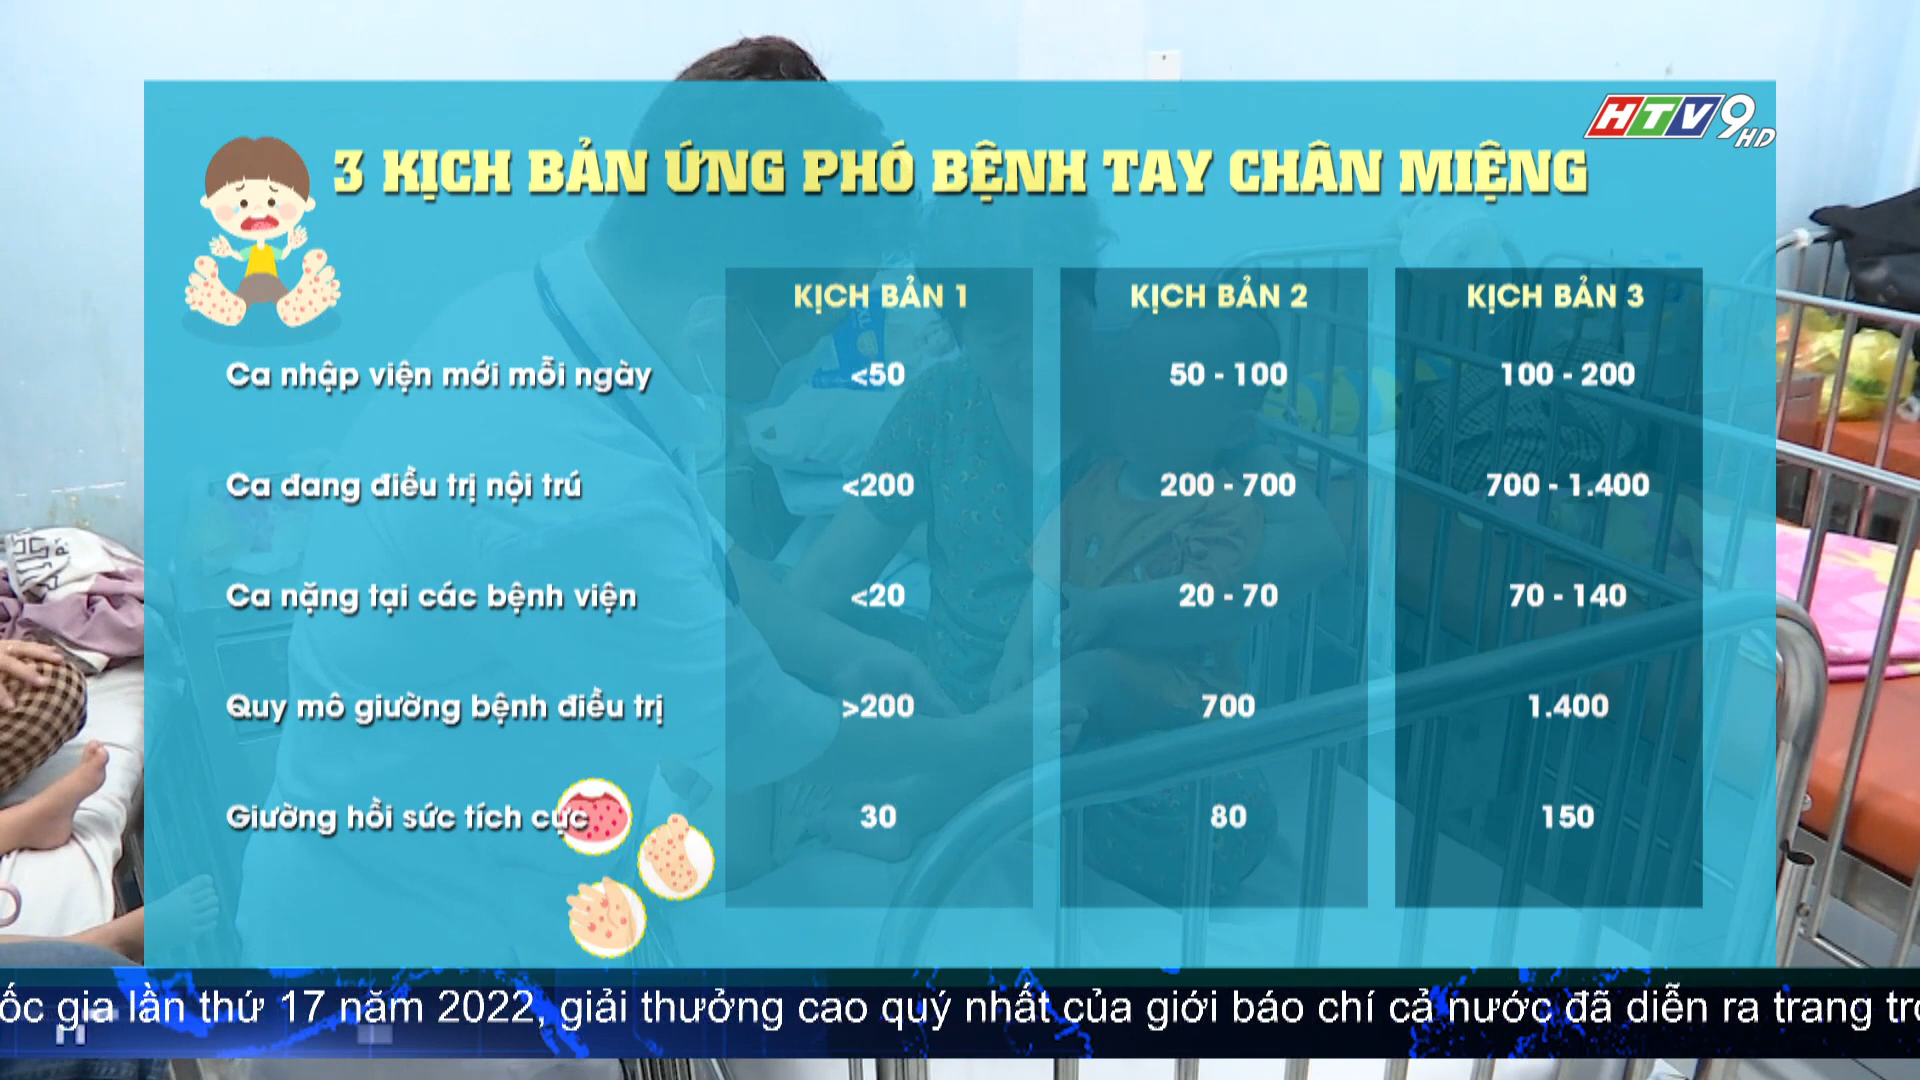 HTV9 HD
3 KỊCH BẢN ỨNG PHÓ BỆNH TAY CHÂN MIỆNG
KỊCH BẢN 1 KỊCH BẢN 2 KỊCH BẢN 3
Ca nhập viện mới mỗi ngày <50 50 - 100 100 - 200
Ca đang điều trị nội trú <200 200 - 700 700 - 1.400
Ca nặng tại các bệnh viện <20 20 - 70 70 - 140
Quy mô giường bệnh điều trị >200 700 1.400
Giường hồi sức tích cực 30 80 150
ốc gia lần thứ 17 năm 2022, giải thưởng cao quý nhất của giới báo chí cả nước đã diễn ra trang trọ